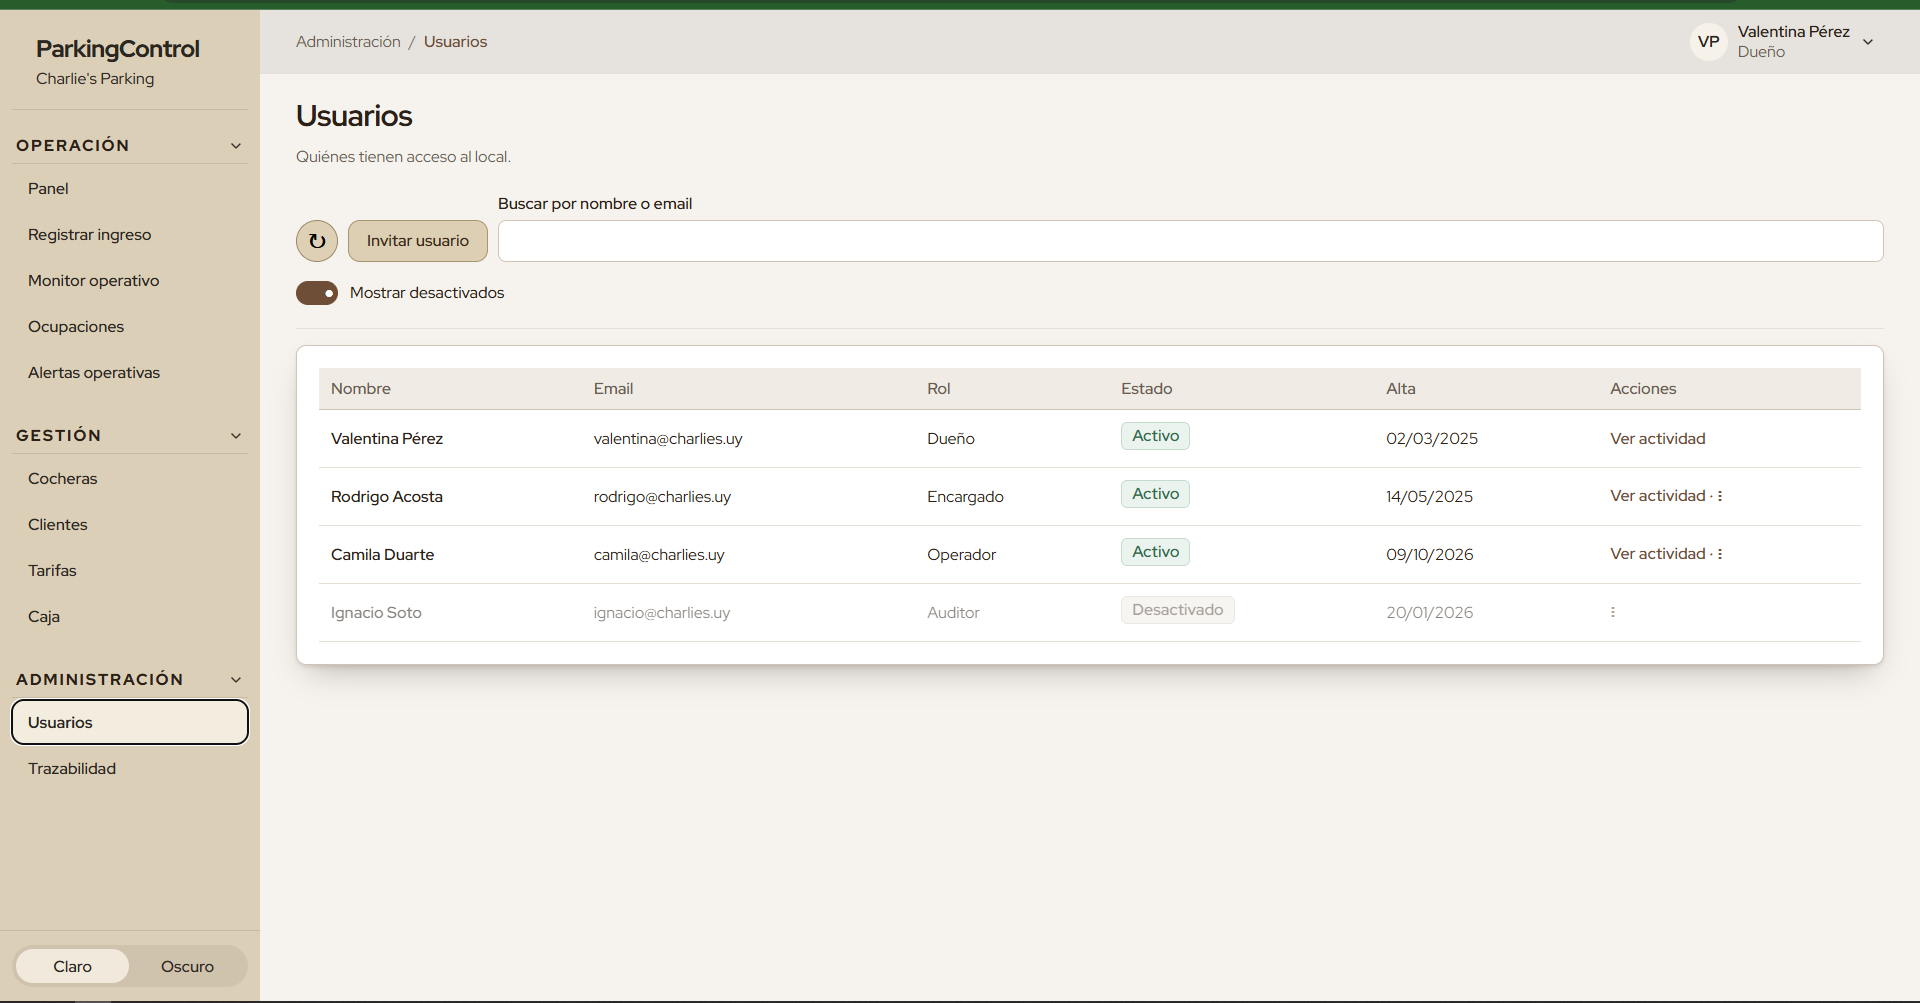 ParkingControl
Charlie's Parking
OPERACIÓN
Panel
Registrar ingreso
Monitor operativo
Ocupaciones
Alertas operativas
GESTIÓN
Cocheras
Clientes
Tarifas
Caja
ADMINISTRACIÓN
Usuarios
Trazabilidad
Claro Oscuro
Administración / Usuarios
VP Valentina Pérez
Dueño
Usuarios
Quiénes tienen acceso al local.
Buscar por nombre o email
↻ Invitar usuario
Mostrar desactivados
Nombre Email Rol Estado Alta Acciones
Valentina Pérez valentina@charlies.uy Dueño Activo 02/03/2025 Ver actividad
Rodrigo Acosta rodrigo@charlies.uy Encargado Activo 14/05/2025 Ver actividad · ⋮
Camila Duarte camila@charlies.uy Operador Activo 09/10/2026 Ver actividad · ⋮
Ignacio Soto ignacio@charlies.uy Auditor Desactivado 20/01/2026 ⋮